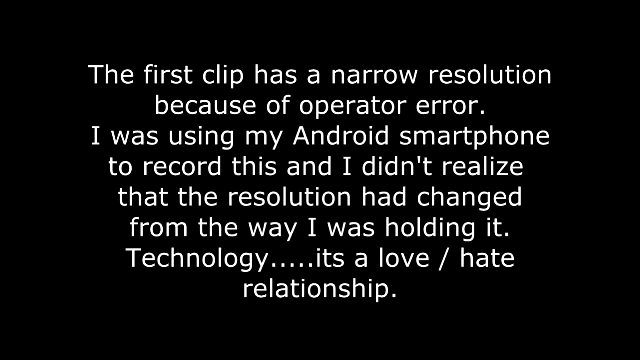 The first clip has a narrow resolution
because of operator error.
I was using my Android smartphone
to record this and I didn't realize
that the resolution had changed
from the way I was holding it.
Technology.....its a love / hate
relationship.